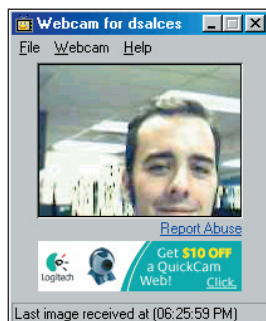 Webcam for dsalces
File Webcam Help
Report Abuse
Logitech
Get $10 OFF
a QuickCam
Web! Click.
Last image received at (06:25:59 PM)